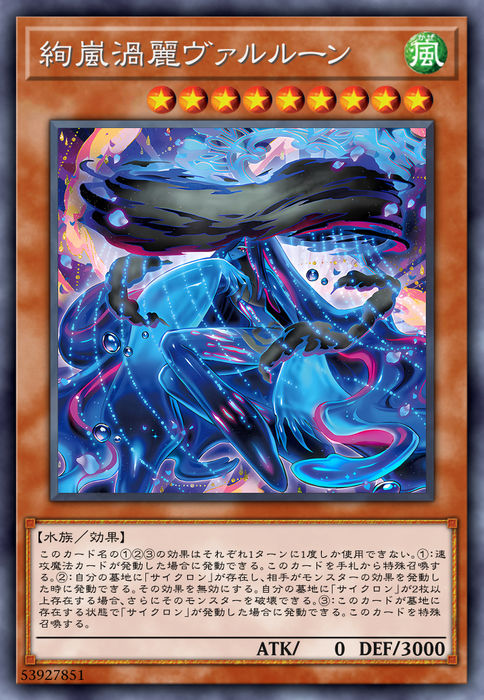 絢嵐渦麗ヴァルルーン
風
かぜ
【水族／効果】
このカード名の①②③の効果はそれぞれ1ターンに1度しか使用できない。①：速
攻魔法カードが発動した場合に発動できる。このカードを手札から特殊召喚す
る。②：自分の墓地に「サイクロン」が存在し、相手がモンスターの効果を発動し
た時に発動できる。その効果を無効にする。自分の墓地に「サイクロン」が2枚以
上存在する場合、さらにそのモンスターを破壊できる。③：このカードが墓地に
存在する状態で「サイクロン」が発動した場合に発動できる。このカードを特殊
召喚する。
ATK/ 0 DEF/3000
53927851